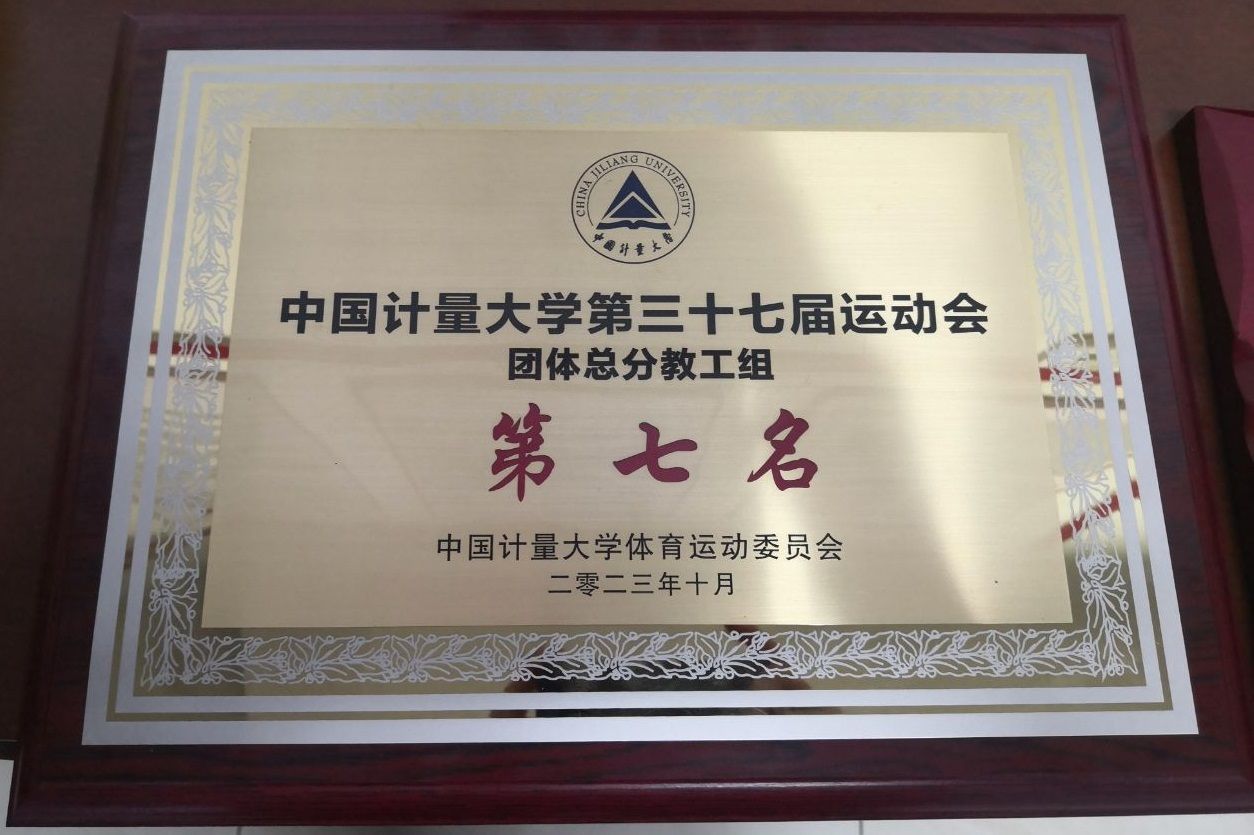 CHINA JILIANG UNIVERSITY
中国计量大学
中国计量大学第三十七届运动会
团体总分教工组
第七名
中国计量大学体育运动委员会
二零二三年十月